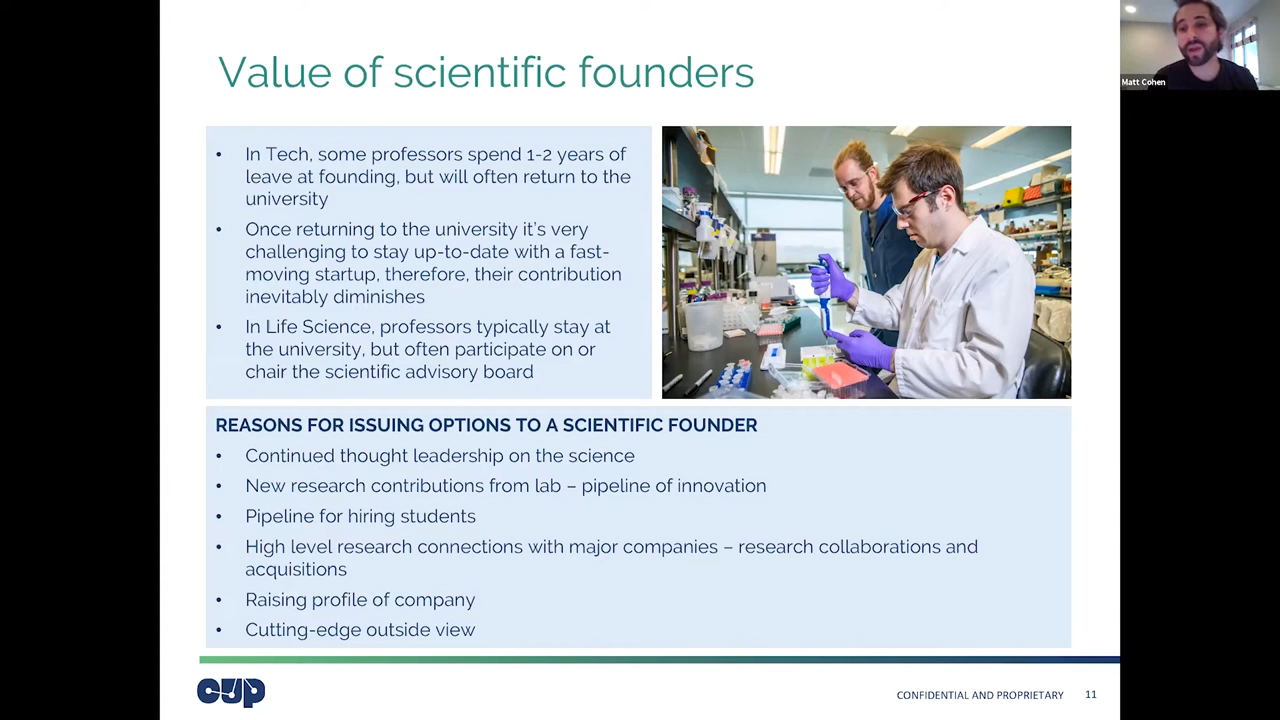 Value of scientific founders
Matt Cohen
• In Tech, some professors spend 1-2 years of
leave at founding, but will often return to the
university
• Once returning to the university it's very
challenging to stay up-to-date with a fast-
moving startup, therefore, their contribution
inevitably diminishes
• In Life Science, professors typically stay at
the university, but often participate on or
chair the scientific advisory board
REASONS FOR ISSUING OPTIONS TO A SCIENTIFIC FOUNDER
• Continued thought leadership on the science
• New research contributions from lab – pipeline of innovation
• Pipeline for hiring students
• High level research connections with major companies – research collaborations and
acquisitions
• Raising profile of company
• Cutting-edge outside view
cup
CONFIDENTIAL AND PROPRIETARY 11